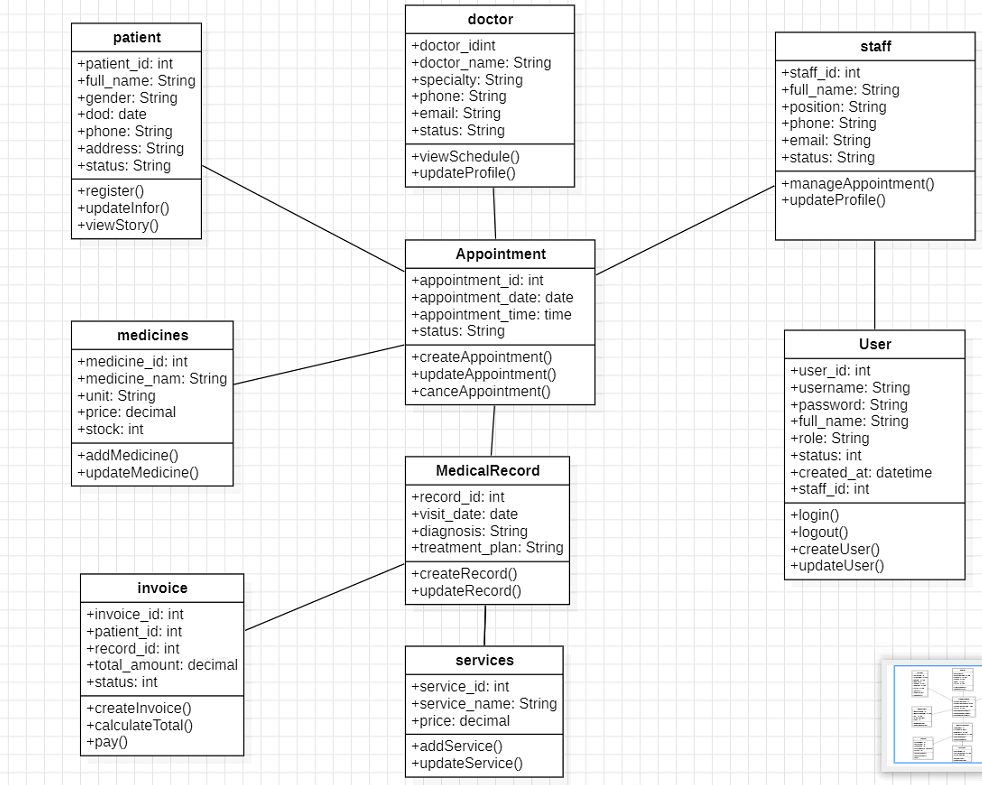 patient
+patient_id: int
+full_name: String
+gender: String
+dod: date
+phone: String
+address: String
+status: String
+register()
+updateInfor()
+viewStory()
doctor
+doctor_idint
+doctor_name: String
+specialty: String
+phone: String
+email: String
+status: String
+viewSchedule()
+updateProfile()
staff
+staff_id: int
+full_name: String
+position: String
+phone: String
+email: String
+status: String
+manageAppointment()
+updateProfile()
Appointment
+appointment_id: int
+appointment_date: date
+appointment_time: time
+status: String
+createAppointment()
+updateAppointment()
+canceAppointment()
medicines
+medicine_id: int
+medicine_nam: String
+unit: String
+price: decimal
+stock: int
+addMedicine()
+updateMedicine()
User
+user_id: int
+username: String
+password: String
+full_name: String
+role: String
+status: int
+created_at: datetime
+staff_id: int
+login()
+logout()
+createUser()
+updateUser()
MedicalRecord
+record_id: int
+visit_date: date
+diagnosis: String
+treatment_plan: String
+createRecord()
+updateRecord()
invoice
+invoice_id: int
+patient_id: int
+record_id: int
+total_amount: decimal
+status: int
+createInvoice()
+calculateTotal()
+pay()
services
+service_id: int
+service_name: String
+price: decimal
+addService()
+updateService()